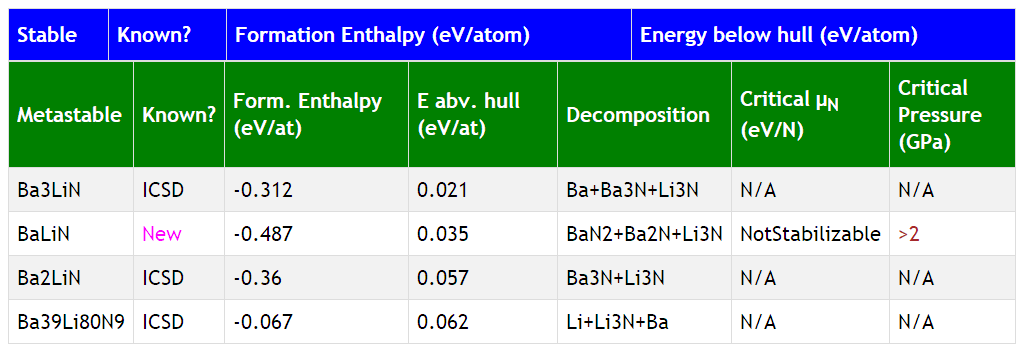 Stable Known? Formation Enthalpy (eV/atom) Energy below hull (eV/atom)
Metastable Known? Form. Enthalpy (eV/at) E abv. hull (eV/at) Decomposition Critical μN (eV/N) Critical Pressure (GPa)
Ba3LiN ICSD -0.312 0.021 Ba+Ba3N+Li3N N/A N/A
BaLiN New -0.487 0.035 BaN2+Ba2N+Li3N NotStabilizable >2
Ba2LiN ICSD -0.36 0.057 Ba3N+Li3N N/A N/A
Ba39Li80N9 ICSD -0.067 0.062 Li+Li3N+Ba N/A N/A